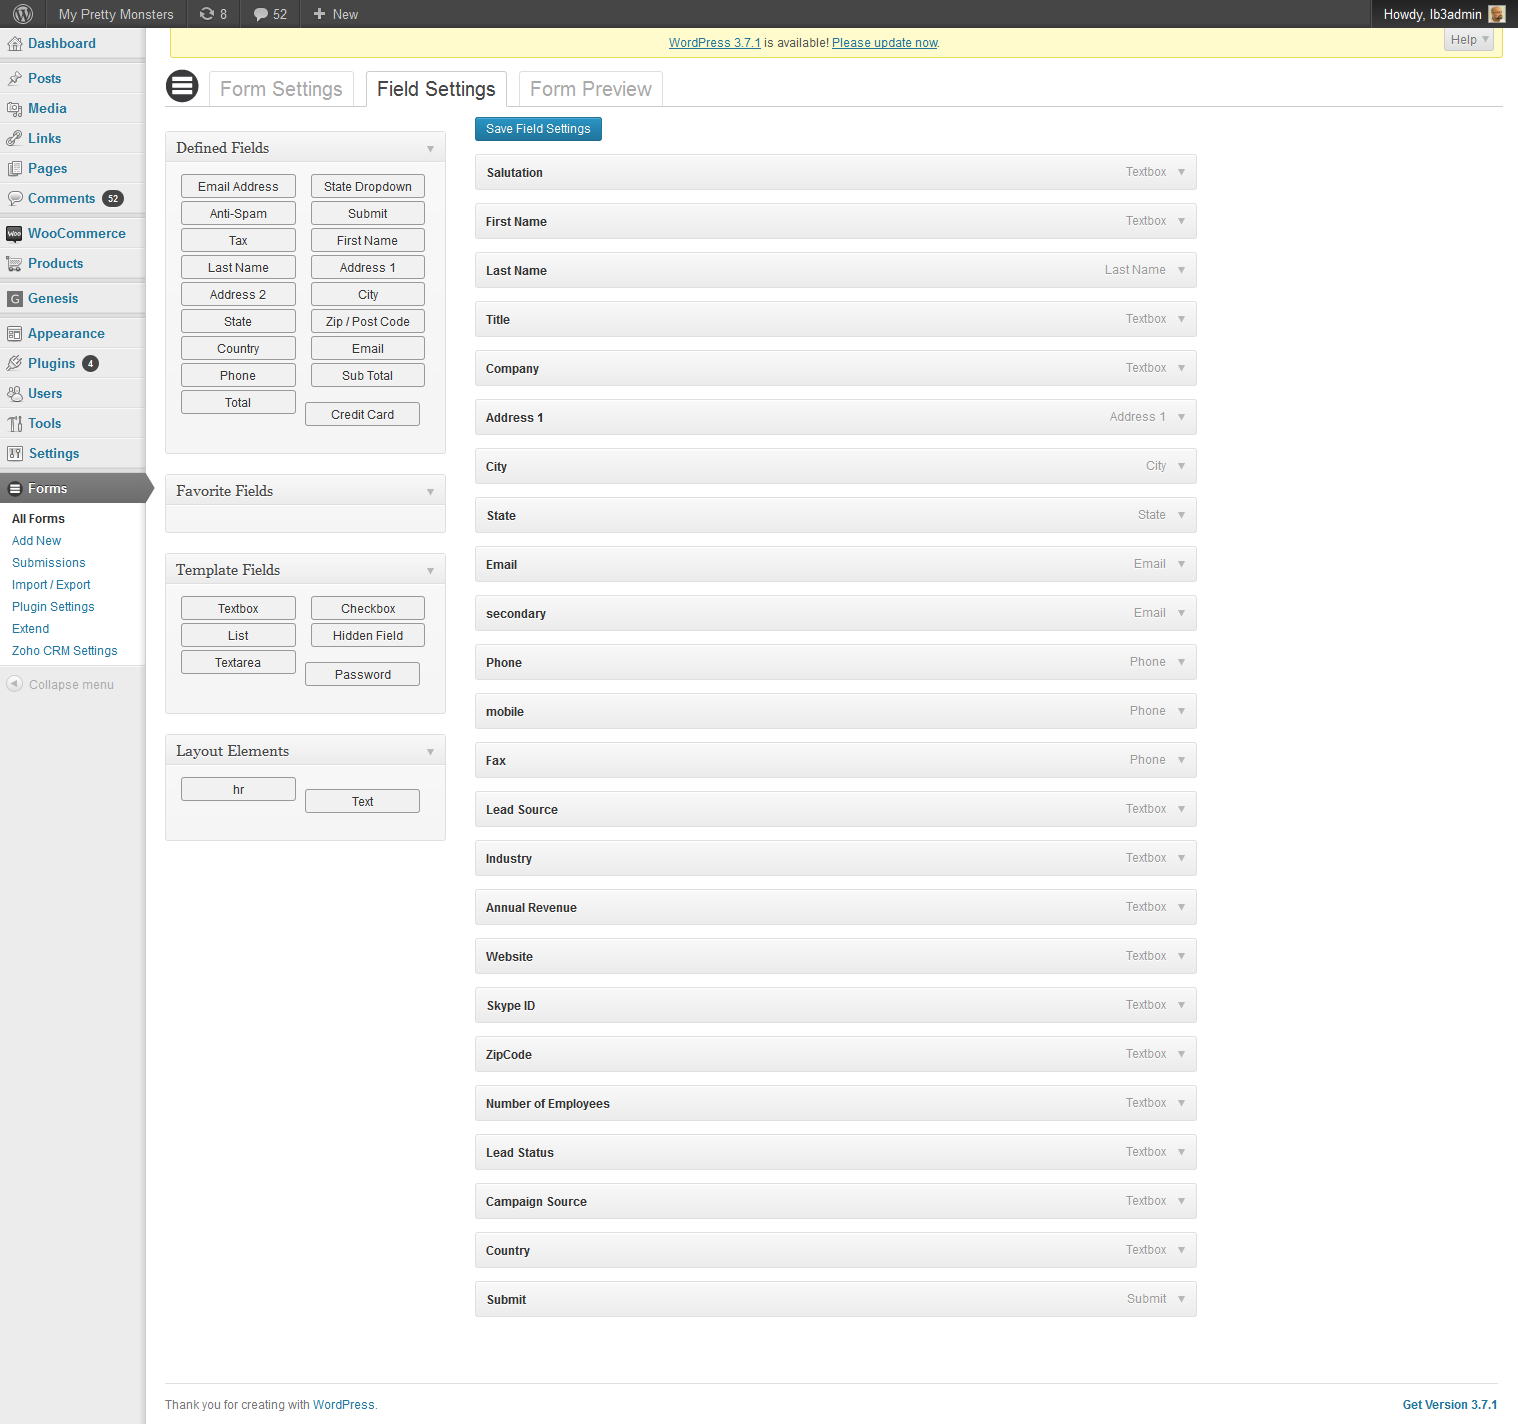 My Pretty Monsters 8 52 New Howdy, lb3admin
WordPress 3.7.1 is available! Please update now.
Help
Dashboard
Posts
Media
Links
Pages
Comments 52
WooCommerce
Products
Genesis
Appearance
Plugins 4
Users
Tools
Settings
Forms
All Forms
Add New
Submissions
Import / Export
Plugin Settings
Extend
Zoho CRM Settings
Collapse menu
Form Settings Field Settings Form Preview
Defined Fields
Email Address State Dropdown
Anti-Spam Submit
Tax First Name
Last Name Address 1
Address 2 City
State Zip / Post Code
Country Email
Phone Sub Total
Total Credit Card
Favorite Fields
Template Fields
Textbox Checkbox
List Hidden Field
Textarea Password
Layout Elements
hr Text
Save Field Settings
Salutation Textbox
First Name Textbox
Last Name Last Name
Title Textbox
Company Textbox
Address 1 Address 1
City City
State State
Email Email
secondary Email
Phone Phone
mobile Phone
Fax Phone
Lead Source Textbox
Industry Textbox
Annual Revenue Textbox
Website Textbox
Skype ID Textbox
ZipCode Textbox
Number of Employees Textbox
Lead Status Textbox
Campaign Source Textbox
Country Textbox
Submit Submit
Thank you for creating with WordPress. Get Version 3.7.1